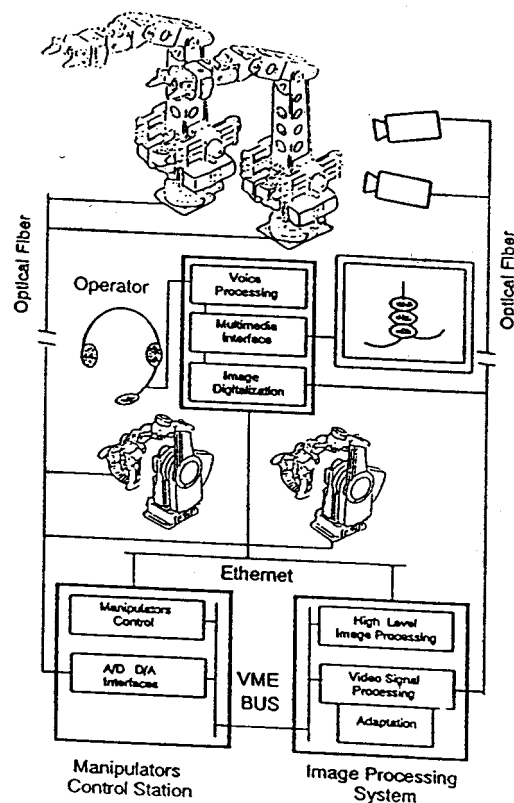 Optical Fiber
Optical Fiber
Operator
Voice
Processing
Multimedia
Interface
Image
Digitalization
Ethernet
Manipulators
Control
A/D D/A
Interfaces
VME
BUS
High Level
Image Processing
Video Signal
Processing
Adaptation
Manipulators
Control Station
Image Processing
System